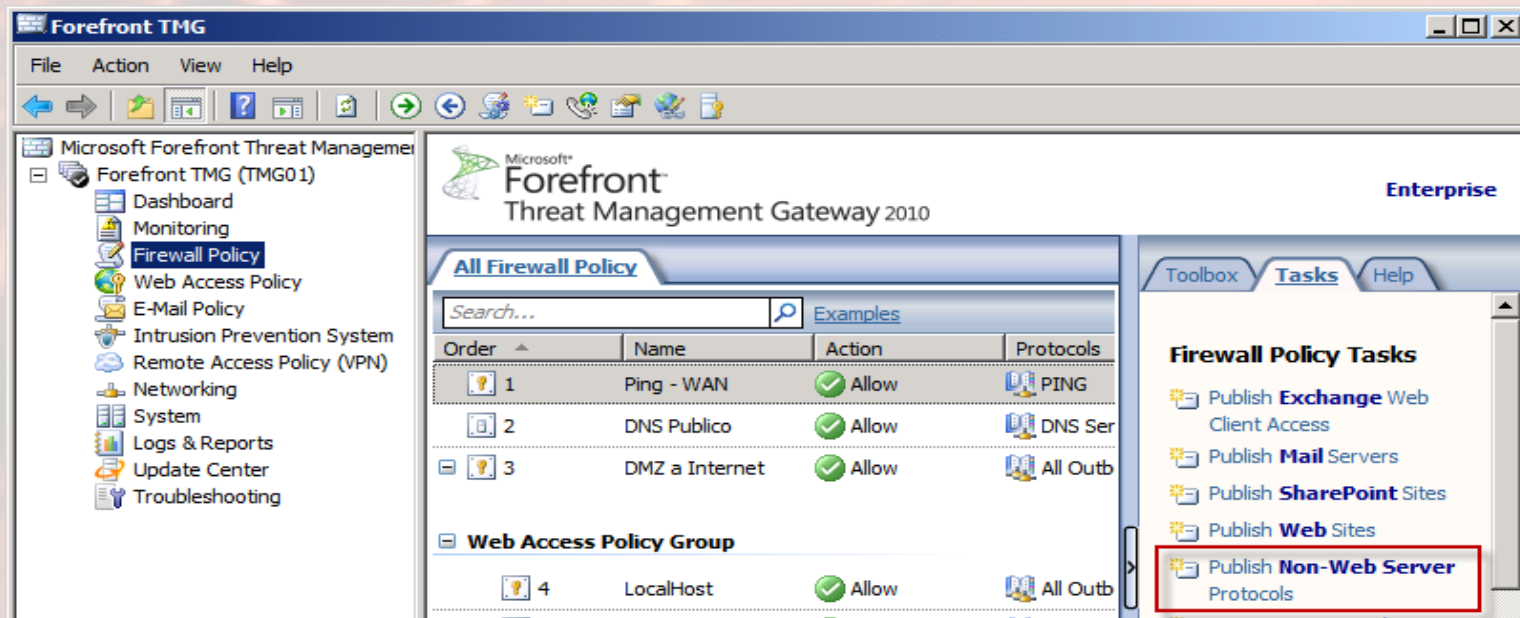 Forefront TMG
File Action View Help
Microsoft Forefront Threat Managemer
Forefront TMG (TMG01)
Dashboard
Monitoring
Firewall Policy
Web Access Policy
E-Mail Policy
Intrusion Prevention System
Remote Access Policy (VPN)
Networking
System
Logs & Reports
Update Center
Troubleshooting
Microsoft
Forefront
Threat Management Gateway 2010
Enterprise
All Firewall Policy
Search... Examples
Order Name Action Protocols
1 Ping - WAN Allow PING
2 DNS Publico Allow DNS Ser
3 DMZ a Internet Allow All Outb
Web Access Policy Group
4 LocalHost Allow All Outb
Toolbox Tasks Help
Firewall Policy Tasks
Publish Exchange Web
Client Access
Publish Mail Servers
Publish SharePoint Sites
Publish Web Sites
Publish Non-Web Server
Protocols